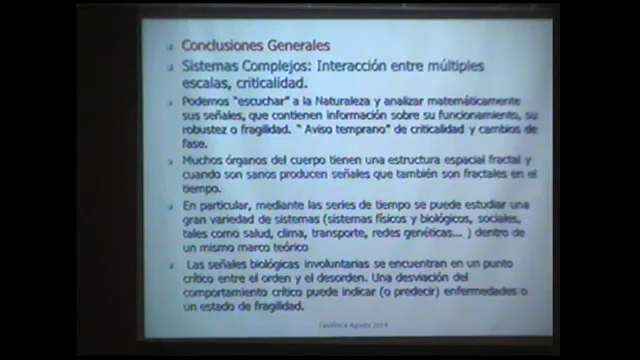 Conclusiones Generales
Sistemas Complejos: Interacción entre múltiples
escalas, criticalidad.
Podemos "escuchar" a la Naturaleza y analizar matemáticamente
sus señales, que contienen información sobre su funcionamiento, su
robustez o fragilidad. " Aviso temprano" de criticalidad y cambios de
fase.
Muchos órganos del cuerpo tienen una estructura espacial fractal y
cuando son sanos producen señales que también son fractales en el
tiempo.
En particular, mediante las series de tiempo se puede estudiar una
gran variedad de sistemas (sistemas físicos y biológicos, sociales,
tales como salud, clima, transporte, redes genéticas... ) dentro de
un mismo marco teórico
Las señales biológicas involuntarias se encuentran en un punto
crítico entre el orden y el desorden. Una desviación del
comportamiento crítico puede indicar (o predecir) enfermedades o
un estado de fragilidad.
Agosto 2014